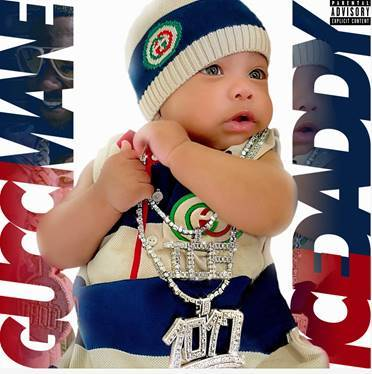 GUCCI MANE
ICE DADDY
PARENTAL
ADVISORY
EXPLICIT CONTENT
1017